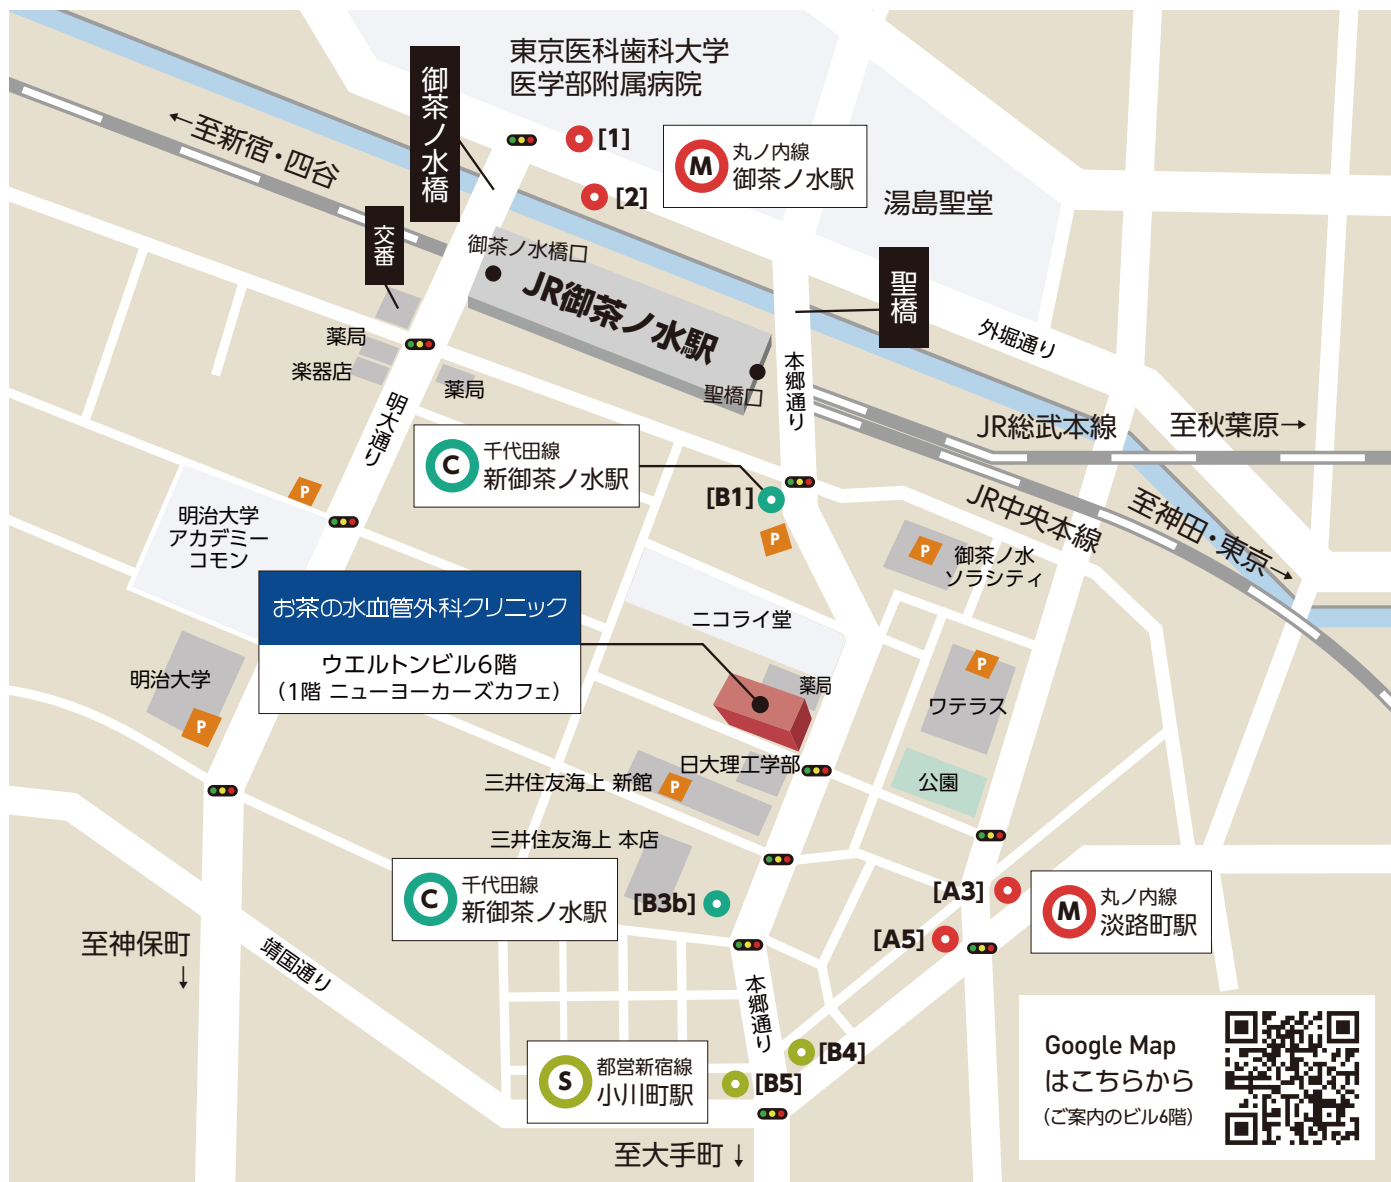 東京医科歯科大学
医学部附属病院
御茶ノ水橋
←至新宿・四谷
[1]
[2]
M
丸ノ内線
御茶ノ水駅
湯島聖堂
交番
御茶ノ水橋口
JR御茶ノ水駅
聖橋
外堀通り
薬局
楽器店
薬局
聖橋口
本郷通り
明大通り
JR総武本線
至秋葉原→
C
千代田線
新御茶ノ水駅
[B1]
P
P
JR中央本線
至神田・東京→
明治大学
アカデミー
コモン
P
御茶ノ水
ソラシティ
お茶の水血管外科クリニック
ウエルトンビル6階
(1階 ニューヨーカーズカフェ)
ニコライ堂
明治大学
P
薬局
P
ワテラス
日大理工学部
三井住友海上 新館
P
公園
三井住友海上 本店
C
千代田線
新御茶ノ水駅
[B3b]
[A3]
[A5]
M
丸ノ内線
淡路町駅
至神保町
↓
靖国通り
本郷通り
S
都営新宿線
小川町駅
[B4]
[B5]
至大手町↓
Google Map
はこちらから
(ご案内のビル6階)